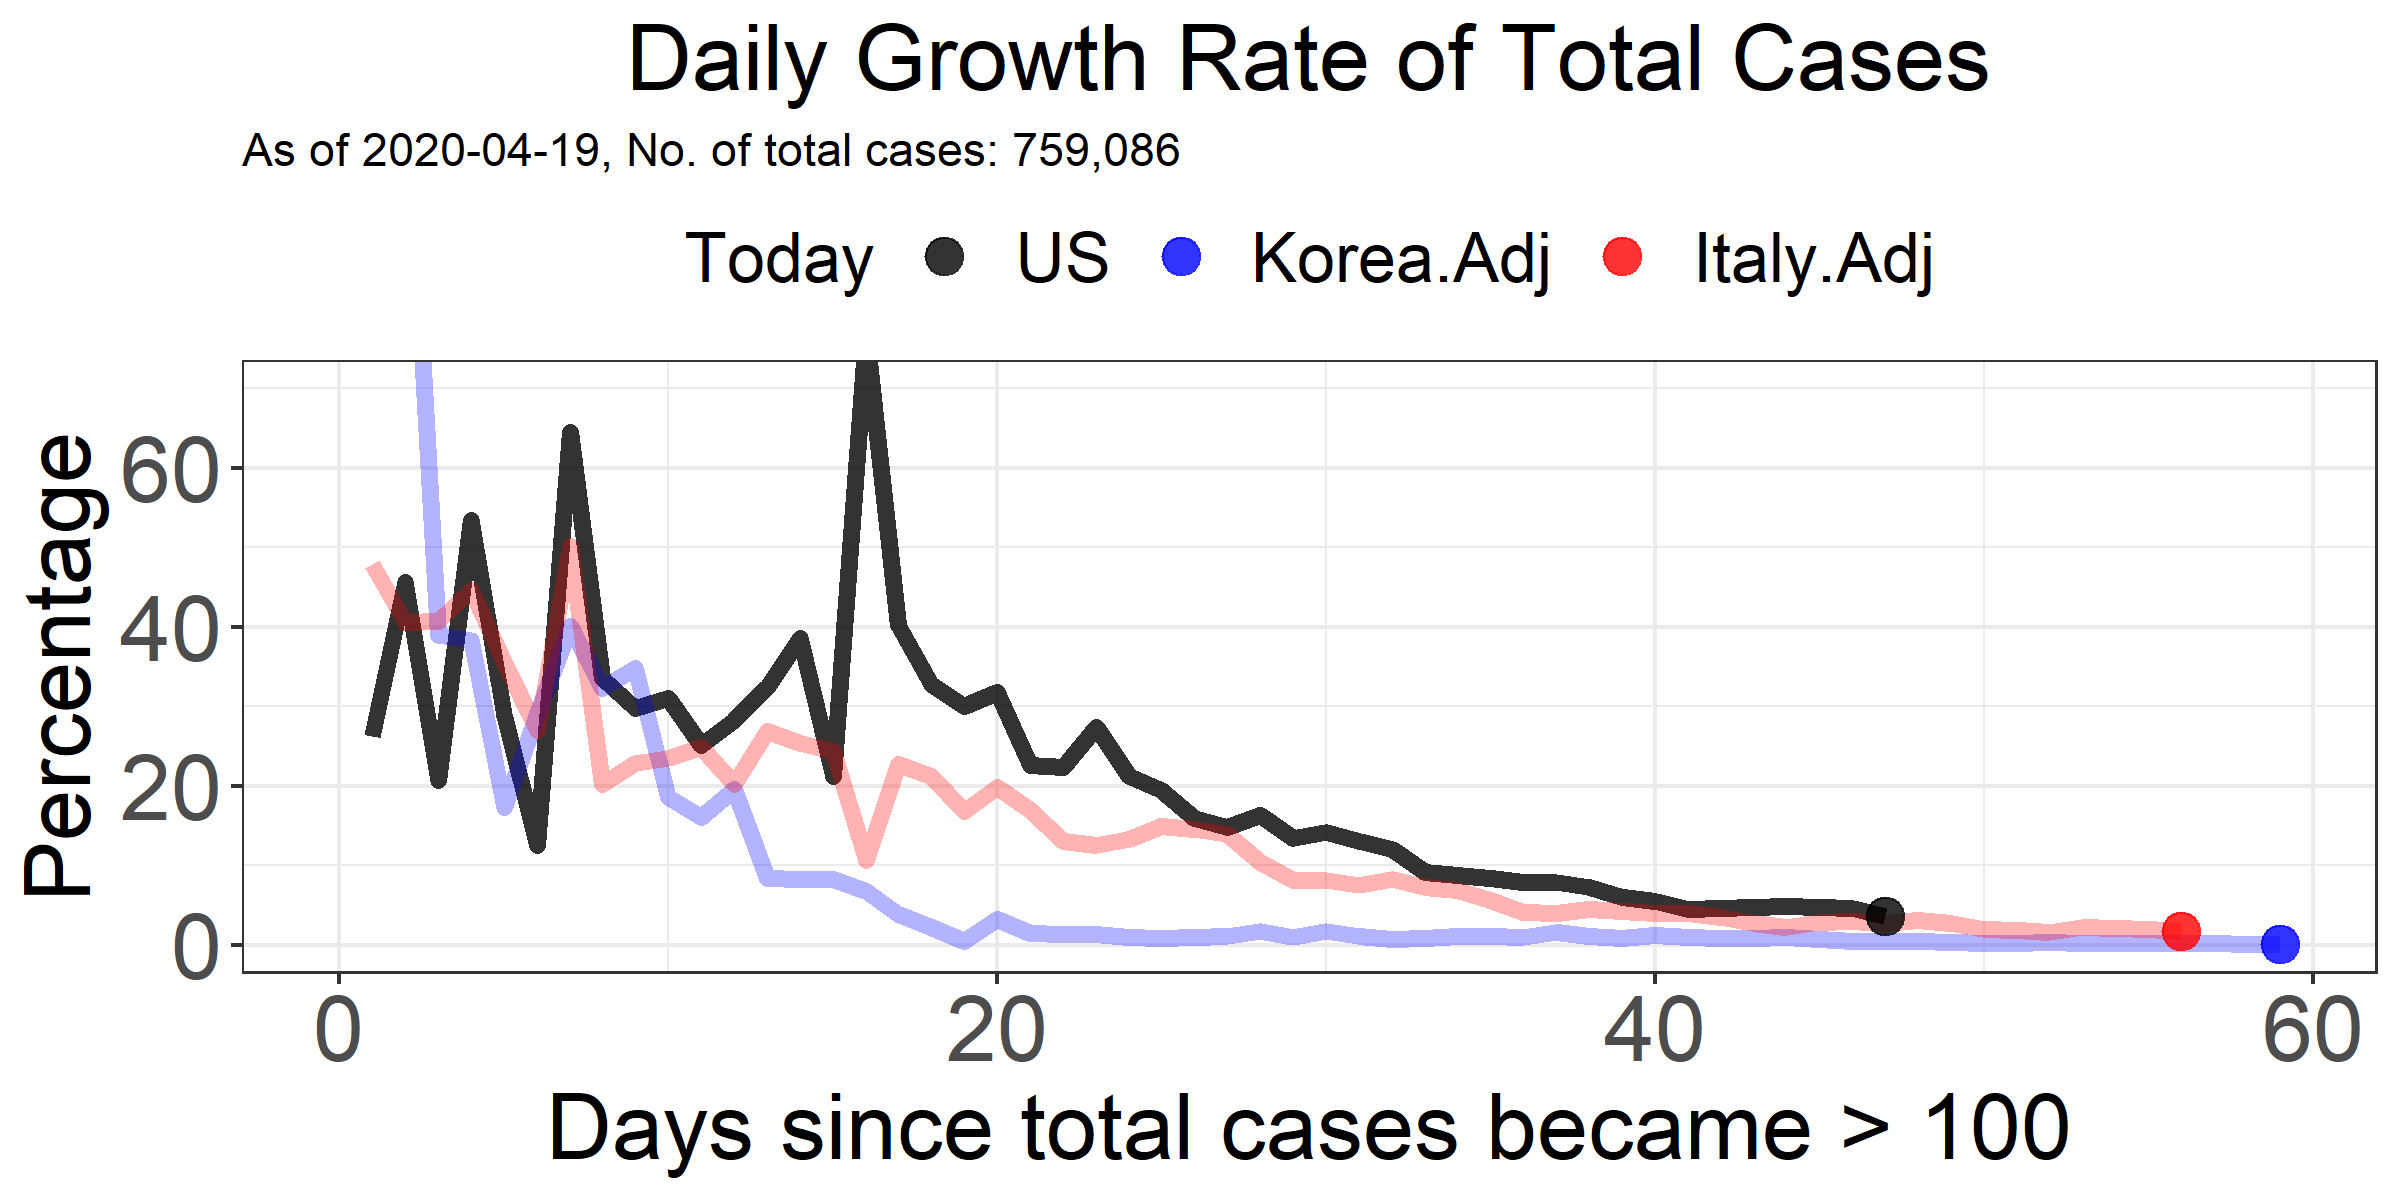 Daily Growth Rate of Total Cases
As of 2020-04-19, No. of total cases: 759,086
Today US Korea.Adj Italy.Adj
Percentage
60
40
20
0
0 20 40 60
Days since total cases became > 100